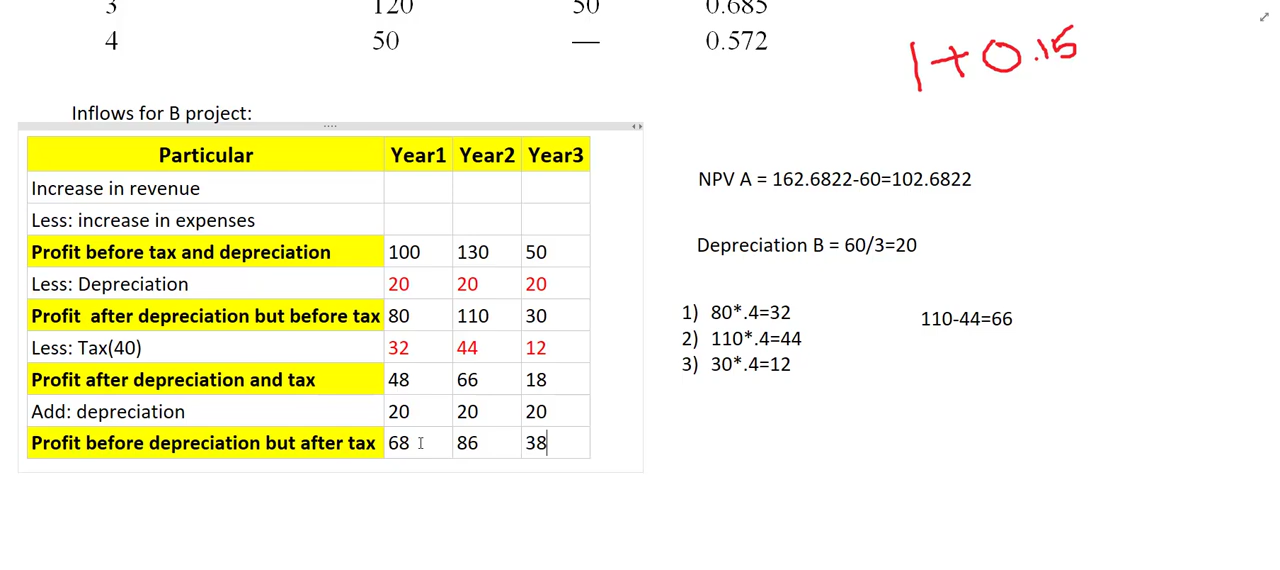 3 120 50 0.685
4 50 — 0.572
1+0.15
Inflows for B project:
Particular Year1 Year2 Year3
Increase in revenue
Less: increase in expenses
Profit before tax and depreciation 100 130 50
Less: Depreciation 20 20 20
Profit after depreciation but before tax 80 110 30
Less: Tax(40) 32 44 12
Profit after depreciation and tax 48 66 18
Add: depreciation 20 20 20
Profit before depreciation but after tax 68 86 38
NPV A = 162.6822-60=102.6822
Depreciation B = 60/3=20
1) 80*.4=32
2) 110*.4=44
3) 30*.4=12
110-44=66